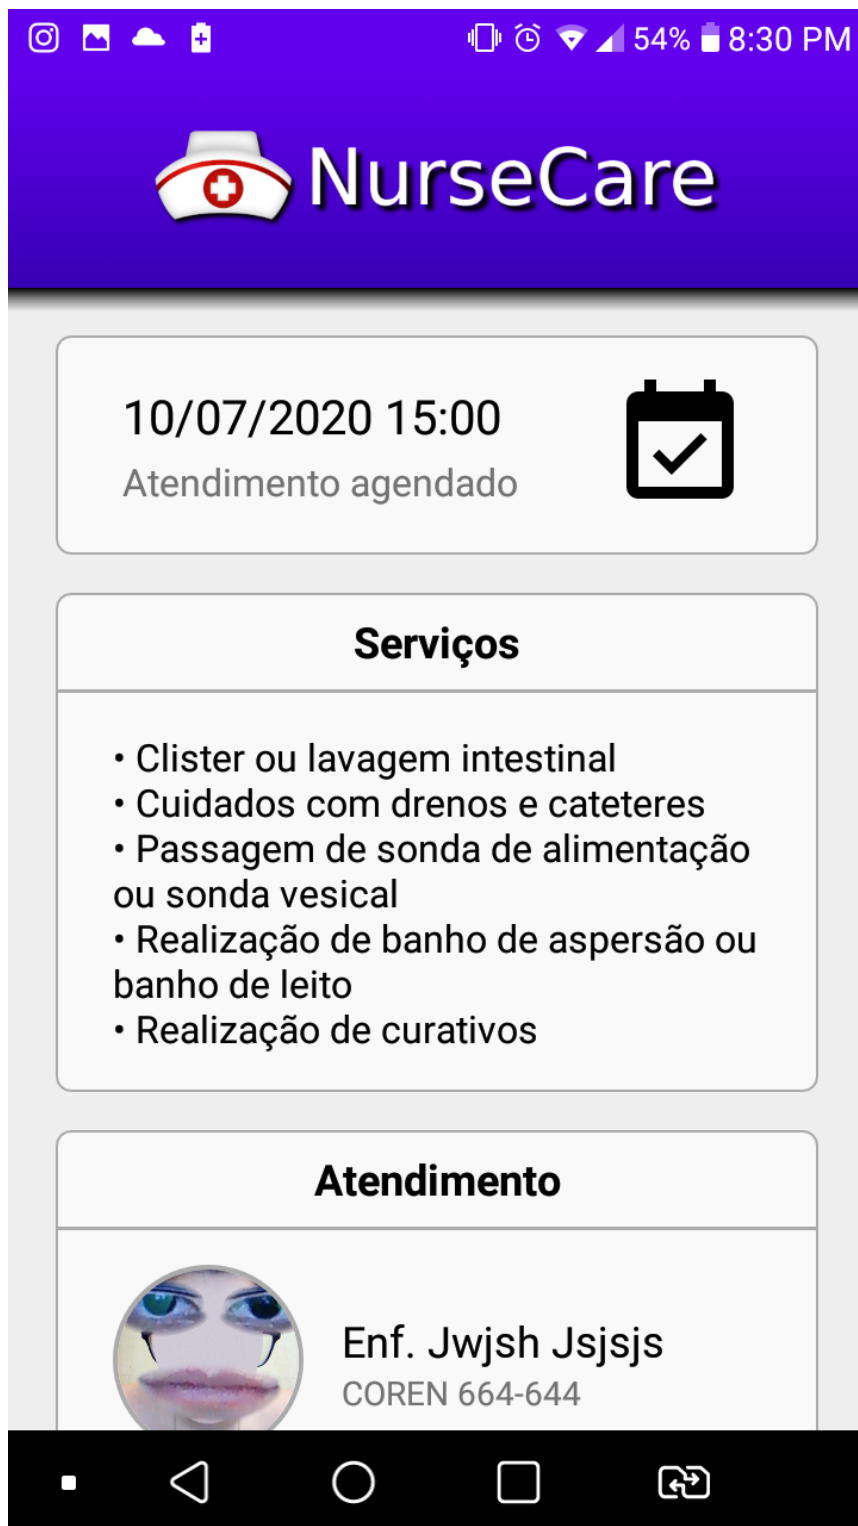 54% 8:30 PM
NurseCare
10/07/2020 15:00
Atendimento agendado
Serviços
• Clister ou lavagem intestinal
• Cuidados com drenos e cateteres
• Passagem de sonda de alimentação
ou sonda vesical
• Realização de banho de aspersão ou
banho de leito
• Realização de curativos
Atendimento
Enf. Jwjsh Jsjsjs
COREN 664-644